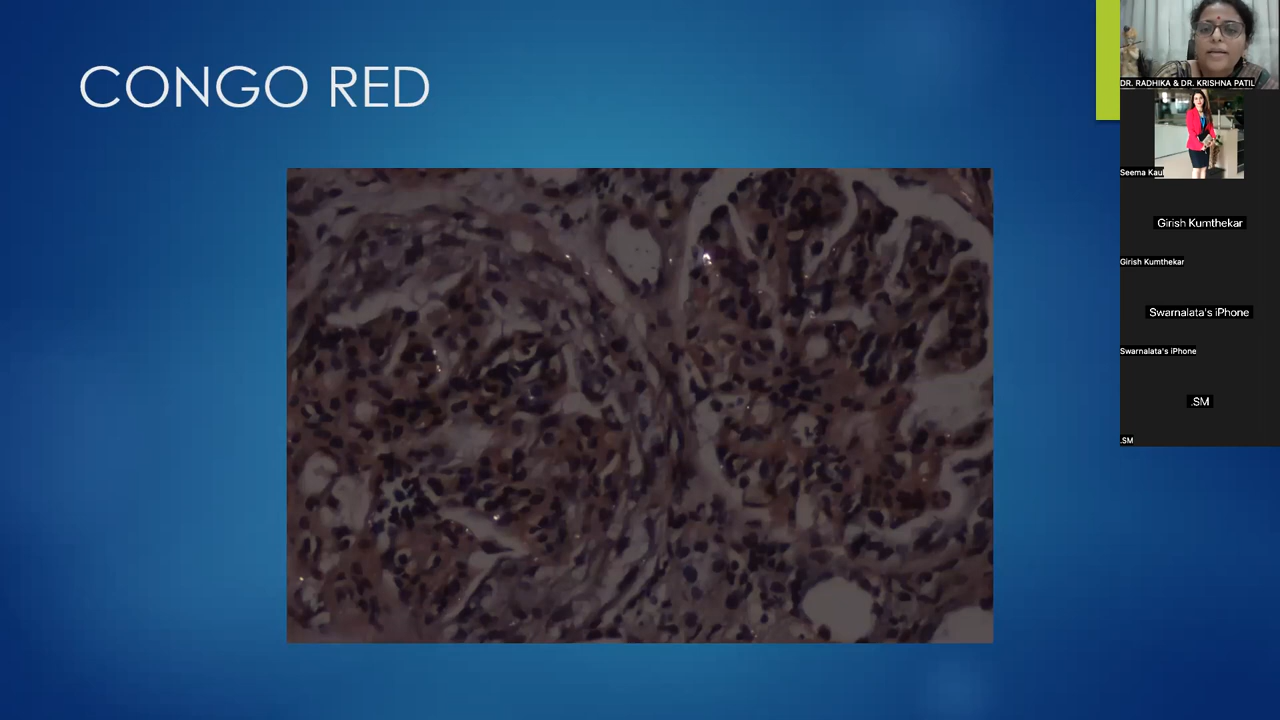 CONGO RED
DR. RADHIKA & DR. KRISHNA PATIL
Seema Kaul
Girish Kumthekar
Girish Kumthekar
Swarnalata's iPhone
Swarnalata's iPhone
.SM
.SM